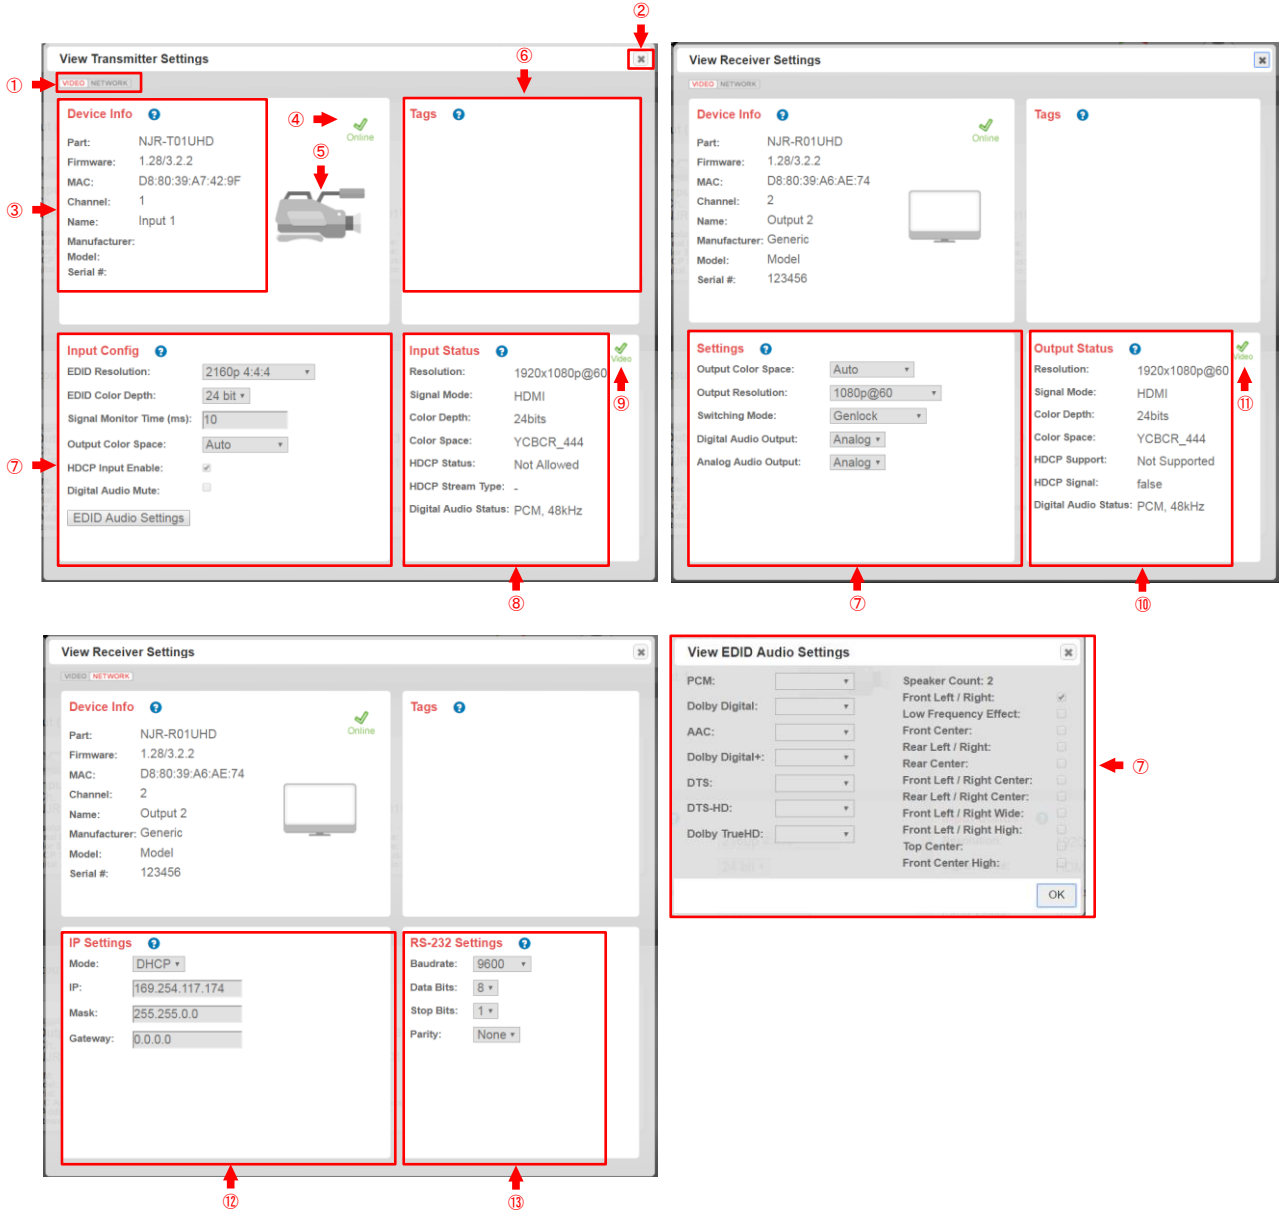 ②
View Transmitter Settings
⑥
①
VIDEO NETWORK
Device Info
④
Online
Tags
Part: NJR-T01UHD
Firmware: 1.28/3.2.2
⑤
MAC: D8:80:39:A7:42:9F
Channel: 1
③
Name: Input 1
Manufacturer:
Model:
Serial #:
Input Config
EDID Resolution: 2160p 4:4:4
EDID Color Depth: 24 bit
Signal Monitor Time (ms): 10
Output Color Space: Auto
⑦
HDCP Input Enable:
Digital Audio Mute:
EDID Audio Settings
Input Status
Video
Resolution: 1920x1080p@60
⑨
Signal Mode: HDMI
Color Depth: 24bits
Color Space: YCBCR_444
HDCP Status: Not Allowed
HDCP Stream Type: -
Digital Audio Status: PCM, 48kHz
⑧
View Receiver Settings
VIDEO NETWORK
Device Info
Online
Tags
Part: NJR-R01UHD
Firmware: 1.28/3.2.2
MAC: D8:80:39:A6:AE:74
Channel: 2
Name: Output 2
Manufacturer: Generic
Model: Model
Serial #: 123456
Settings
Output Color Space: Auto
Output Resolution: 1080p@60
Switching Mode: Genlock
Digital Audio Output: Analog
Analog Audio Output: Analog
⑦
Output Status
Video
Resolution: 1920x1080p@60
⑪
Signal Mode: HDMI
Color Depth: 24bits
Color Space: YCBCR_444
HDCP Support: Not Supported
HDCP Signal: false
Digital Audio Status: PCM, 48kHz
⑩
View Receiver Settings
VIDEO NETWORK
Device Info
Online
Tags
Part: NJR-R01UHD
Firmware: 1.28/3.2.2
MAC: D8:80:39:A6:AE:74
Channel: 2
Name: Output 2
Manufacturer: Generic
Model: Model
Serial #: 123456
IP Settings
Mode: DHCP
IP: 169.254.117.174
Mask: 255.255.0.0
Gateway: 0.0.0.0
⑫
RS-232 Settings
Baudrate: 9600
Data Bits: 8
Stop Bits: 1
Parity: None
⑬
View EDID Audio Settings
PCM:
Dolby Digital:
AAC:
Dolby Digital+:
DTS:
DTS-HD:
Dolby TrueHD:
Speaker Count: 2
Front Left / Right:
Low Frequency Effect:
Front Center:
Rear Left / Right:
Rear Center:
Front Left / Right Center:
Rear Left / Right Center:
Front Left / Right Wide:
Front Left / Right High:
Top Center:
Front Center High:
OK
⑦